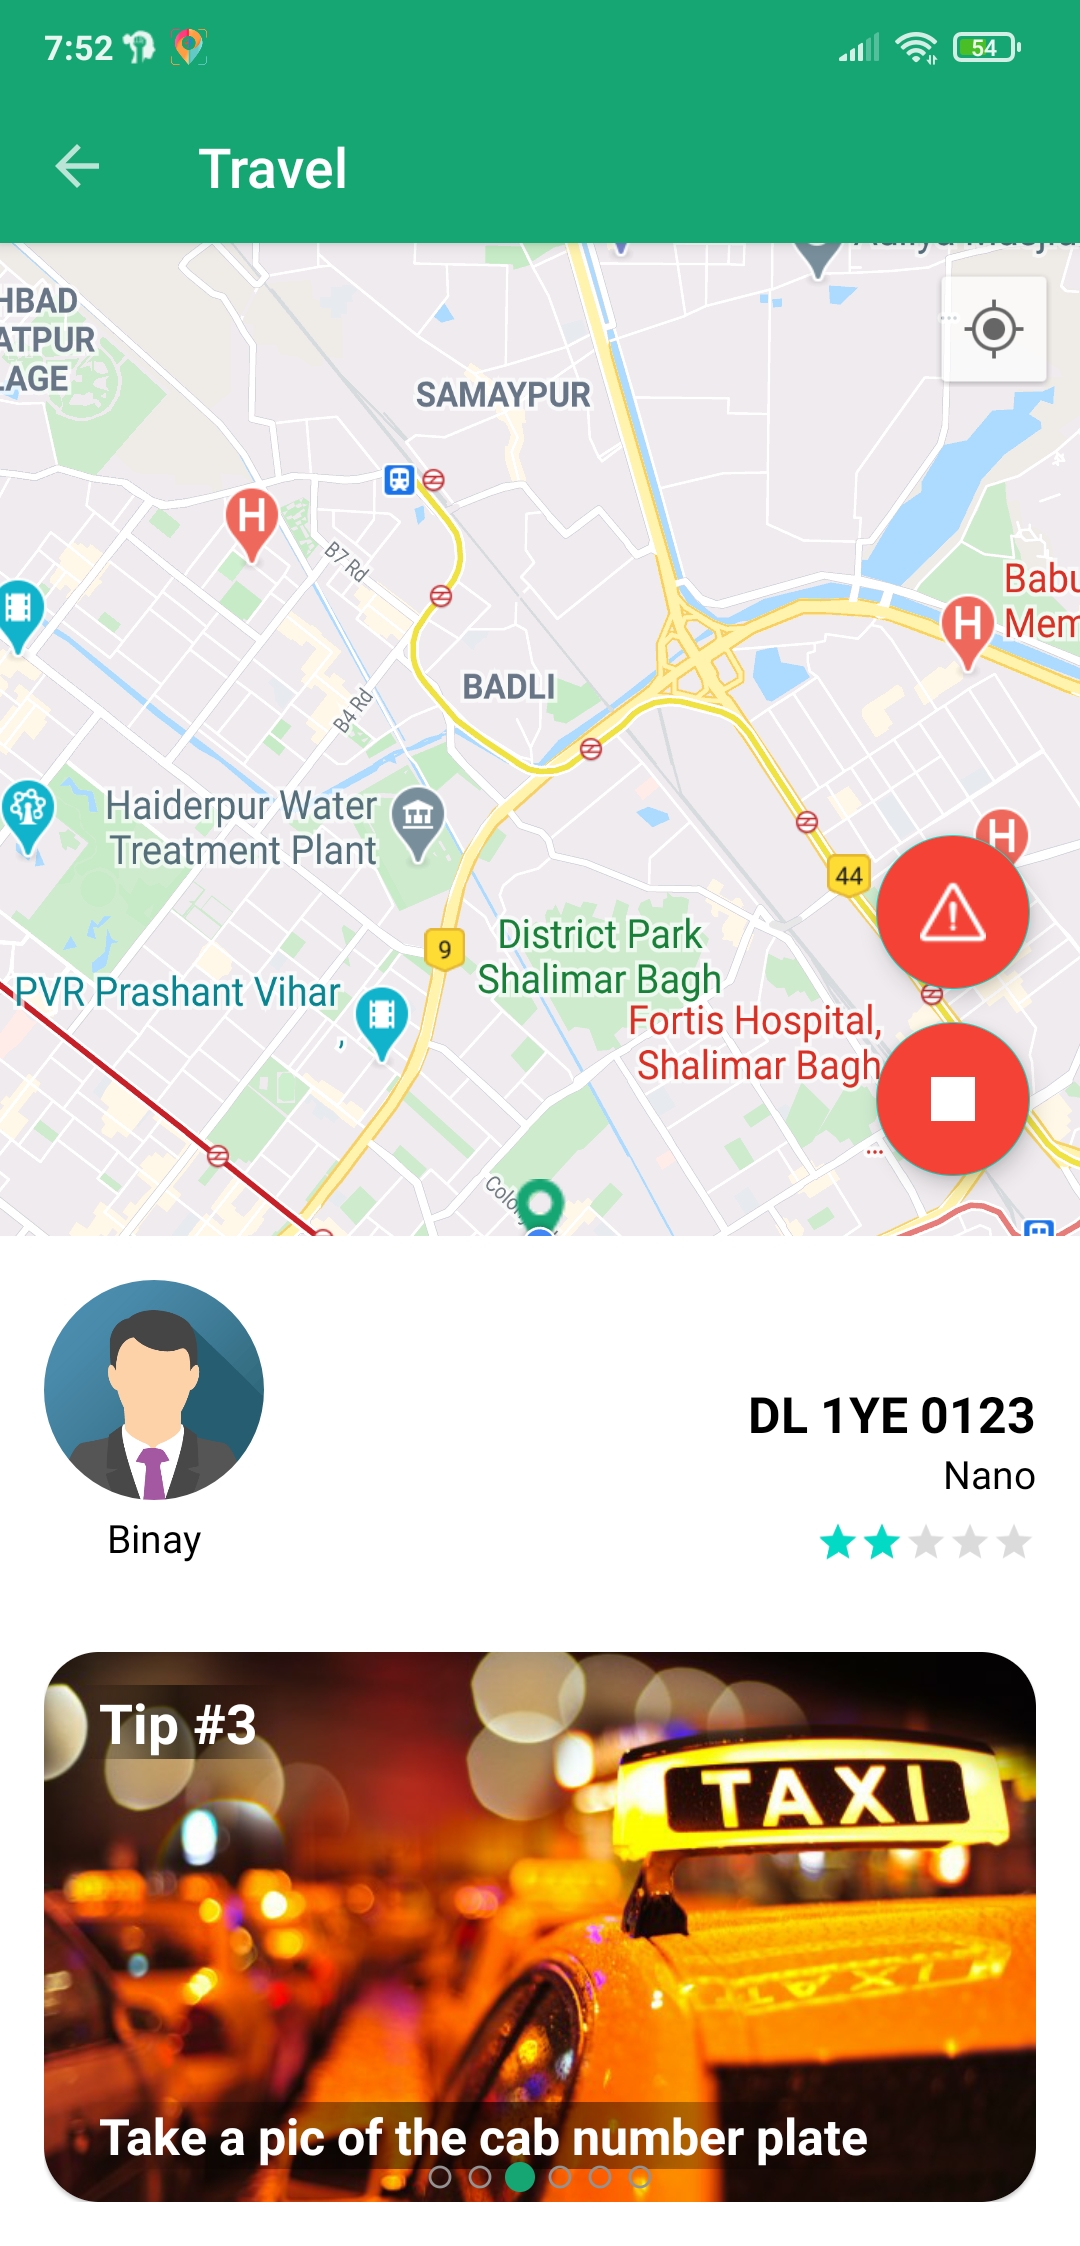 7:52
54
Travel
HBAD
ATPUR
LAGE
SAMAYPUR
B7 Rd
Babu
Mem
BADLI
B4 Rd
Haiderpur Water
Treatment Plant
44
9
District Park
Shalimar Bagh
PVR Prashant Vihar
Fortis Hospital,
Shalimar Bagh
...
DL 1YE 0123
Nano
Binay
Tip #3
TAXI
Take a pic of the cab number plate